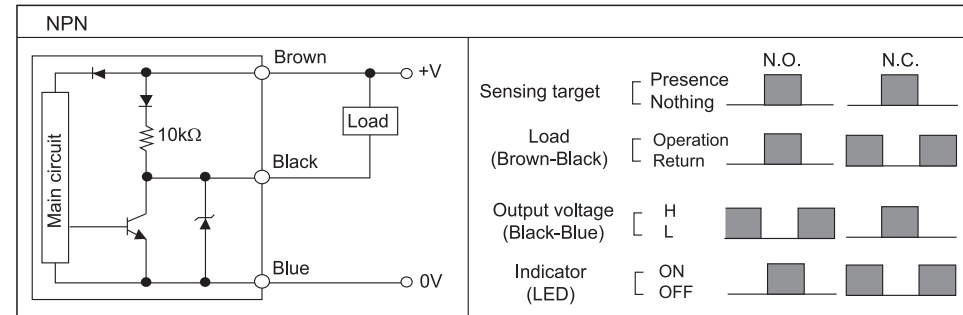 NPN
Brown
+V
Load
10kΩ
Main circuit
Black
Blue
0V
N.O. N.C.
Sensing target Presence
Nothing
Load
(Brown-Black)
Operation
Return
Output voltage
(Black-Blue)
H
L
Indicator
(LED)
ON
OFF